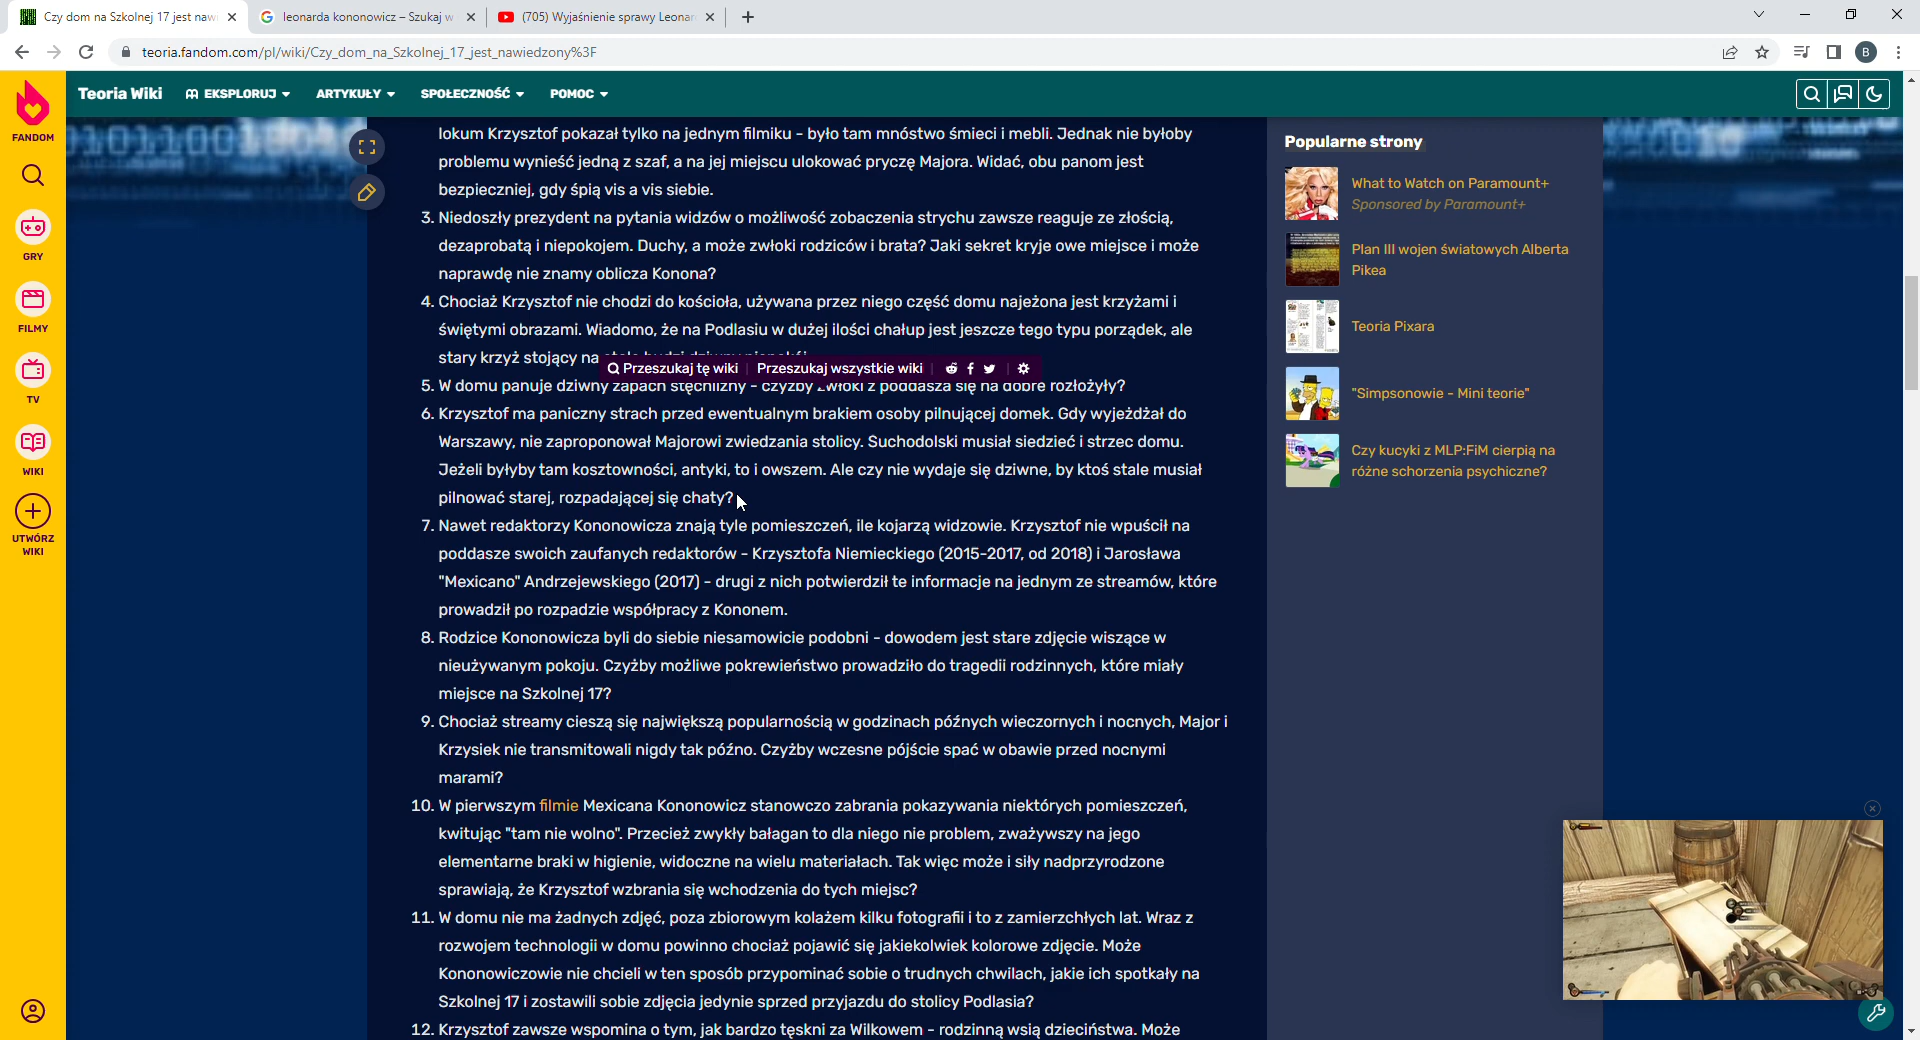 Czy dom na Szkolnej 17 jest naw
leonarda kononowicz – Szukaj w
(705) Wyjaśnienie sprawy Leonar
teoria.fandom.com/pl/wiki/Czy_dom_na_Szkolnej_17_jest_nawiedzony%3F
B
FANDOM
GRY
FILMY
TV
WIKI
UTWÓRZ
WIKI
Teoria Wiki
EKSPLORUJ
ARTYKUŁY
SPOŁECZNOŚĆ
POMOC
lokum Krzysztof pokazał tylko na jednym filmiku - było tam mnóstwo śmieci i mebli. Jednak nie byłoby
problemu wynieść jedną z szaf, a na jej miejscu ulokować pryczę Majora. Widać, obu panom jest
bezpieczniej, gdy śpią vis a vis siebie.
3. Niedoszły prezydent na pytania widzów o możliwość zobaczenia strychu zawsze reaguje ze złością,
dezaprobatą i niepokojem. Duchy, a może zwłoki rodziców i brata? Jaki sekret kryje owe miejsce i może
naprawdę nie znamy oblicza Konona?
4. Chociaż Krzysztof nie chodzi do kościoła, używana przez niego część domu najeżona jest krzyżami i
świętymi obrazami. Wiadomo, że na Podlasiu w dużej ilości chałup jest jeszcze tego typu porządek, ale
stary krzyż stojący na
Przeszukaj tę wiki
Przeszukaj wszystkie wiki
5. W domu panuje dziwny zapach stęchlizny - czyżby zwłoki z poddasza się na dobre rozłożyły?
6. Krzysztof ma paniczny strach przed ewentualnym brakiem osoby pilnującej domek. Gdy wyjeżdżał do
Warszawy, nie zaproponował Majorowi zwiedzania stolicy. Suchodolski musiał siedzieć i strzec domu.
Jeżeli byłyby tam kosztowności, antyki, to i owszem. Ale czy nie wydaje się dziwne, by ktoś stale musiał
pilnować starej, rozpadającej się chaty?
7. Nawet redaktorzy Kononowicza znają tyle pomieszczeń, ile kojarzą widzowie. Krzysztof nie wpuścił na
poddasze swoich zaufanych redaktorów - Krzysztofa Niemieckiego (2015-2017, od 2018) i Jarosława
"Mexicano" Andrzejewskiego (2017) - drugi z nich potwierdził te informacje na jednym ze streamów, które
prowadził po rozpadzie współpracy z Kononem.
8. Rodzice Kononowicza byli do siebie niesamowicie podobni - dowodem jest stare zdjęcie wiszące w
nieużywanym pokoju. Czyżby możliwe pokrewieństwo prowadziło do tragedii rodzinnych, które miały
miejsce na Szkolnej 17?
9. Chociaż streamy cieszą się największą popularnością w godzinach późnych wieczornych i nocnych, Major i
Krzysiek nie transmitowali nigdy tak późno. Czyżby wczesne pójście spać w obawie przed nocnymi
marami?
10. W pierwszym filmie Mexicana Kononowicz stanowczo zabrania pokazywania niektórych pomieszczeń,
kwitując "tam nie wolno". Przecież zwykły bałagan to dla niego nie problem, zważywszy na jego
elementarne braki w higienie, widoczne na wielu materiałach. Tak więc może i siły nadprzyrodzone
sprawiają, że Krzysztof wzbrania się wchodzenia do tych miejsc?
11. W domu nie ma żadnych zdjęć, poza zbiorowym kolażem kilku fotografii i to z zamierzchłych lat. Wraz z
rozwojem technologii w domu powinno chociaż pojawić się jakiekolwiek kolorowe zdjęcie. Może
Kononowiczowie nie chcieli w ten sposób przypominać sobie o trudnych chwilach, jakie ich spotkały na
Szkolnej 17 i zostawili sobie zdjęcia jedynie sprzed przyjazdu do stolicy Podlasia?
12. Krzysztof zawsze wspomina o tym, jak bardzo tęskni za Wilkowem - rodzinną wsią dzieciństwa. Może
Popularne strony
What to Watch on Paramount+
Sponsored by Paramount+
Plan III wojen światowych Alberta
Pikea
Teoria Pixara
"Simpsonowie - Mini teorie"
Czy kucyki z MLP:FiM cierpią na
różne schorzenia psychiczne?